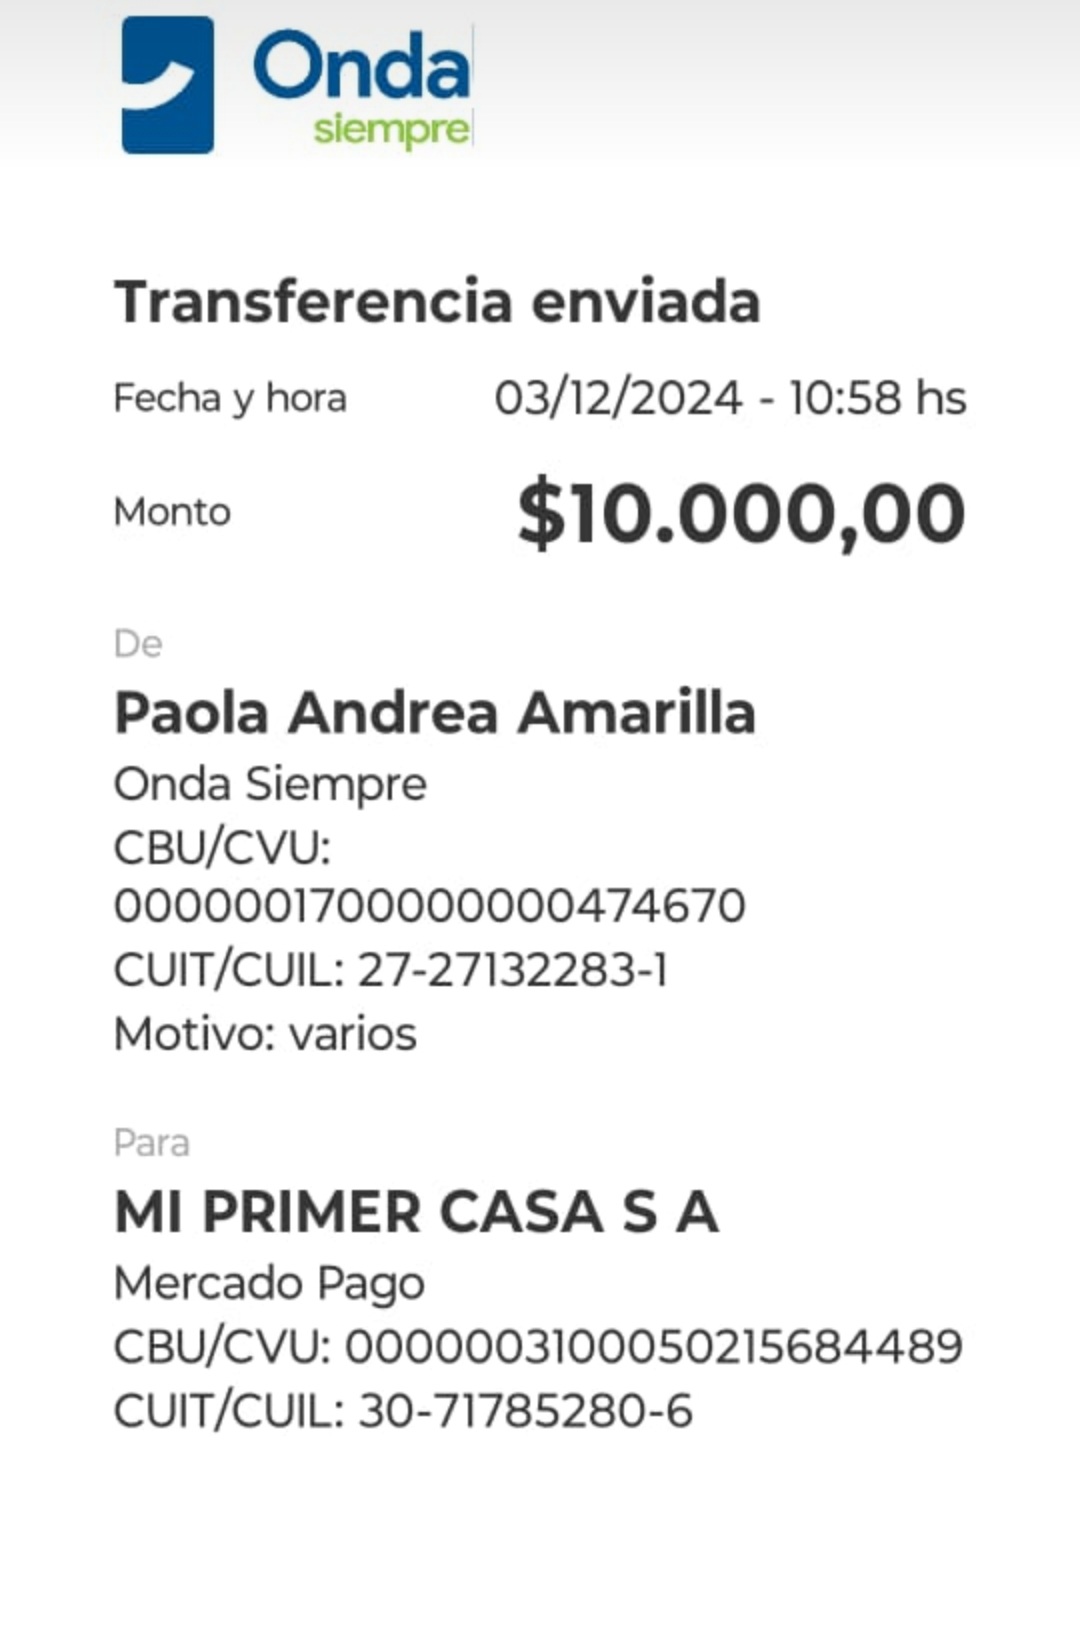 Onda
siempre
Transferencia enviada
Fecha y hora 03/12/2024 - 10:58 hs
Monto $10.000,00
De
Paola Andrea Amarilla
Onda Siempre
CBU/CVU:
0000001700000000474670
CUIT/CUIL: 27-27132283-1
Motivo: varios
Para
MI PRIMER CASA S A
Mercado Pago
CBU/CVU: 0000003100050215684489
CUIT/CUIL: 30-71785280-6